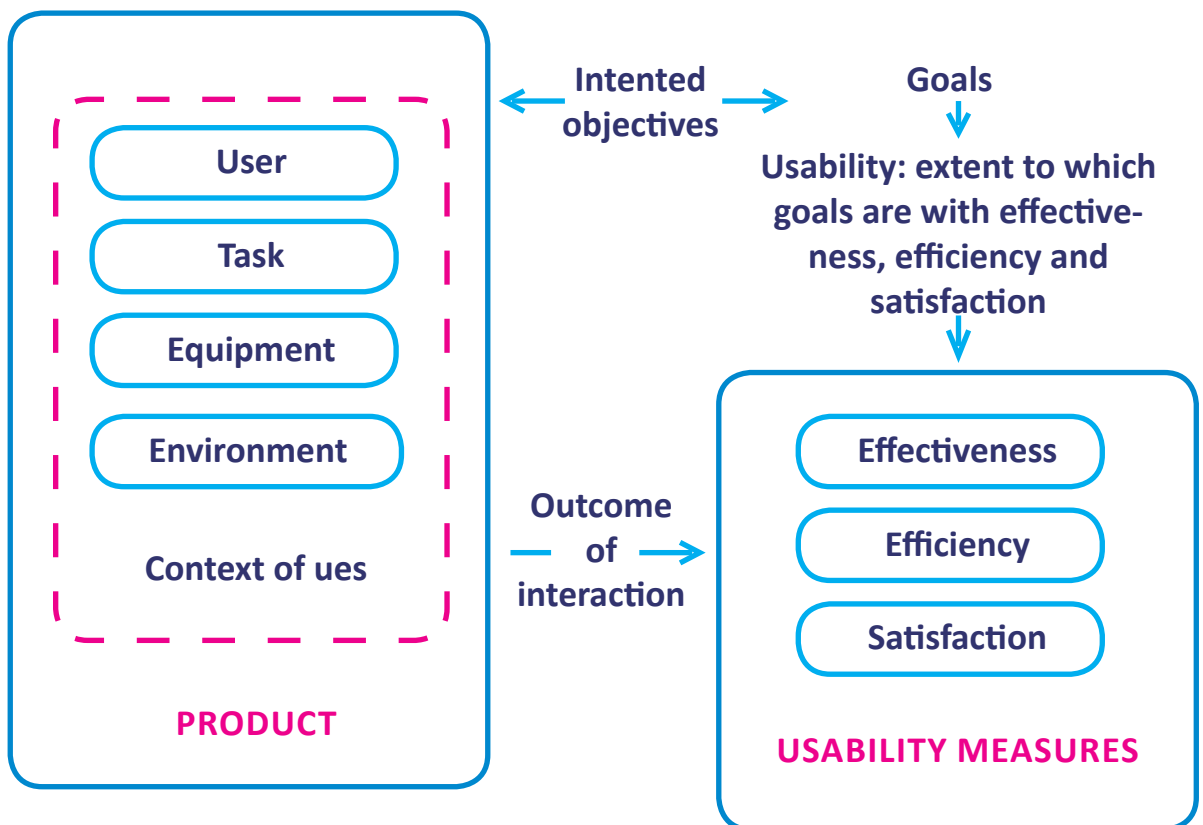 User
Task
Equipment
Environment
Context of ues
PRODUCT
Intented
objectives
Goals
Usability: extent to which
goals are with effective-
ness, efficiency and
satisfaction
Outcome
of
interaction
Effectiveness
Efficiency
Satisfaction
USABILITY MEASURES